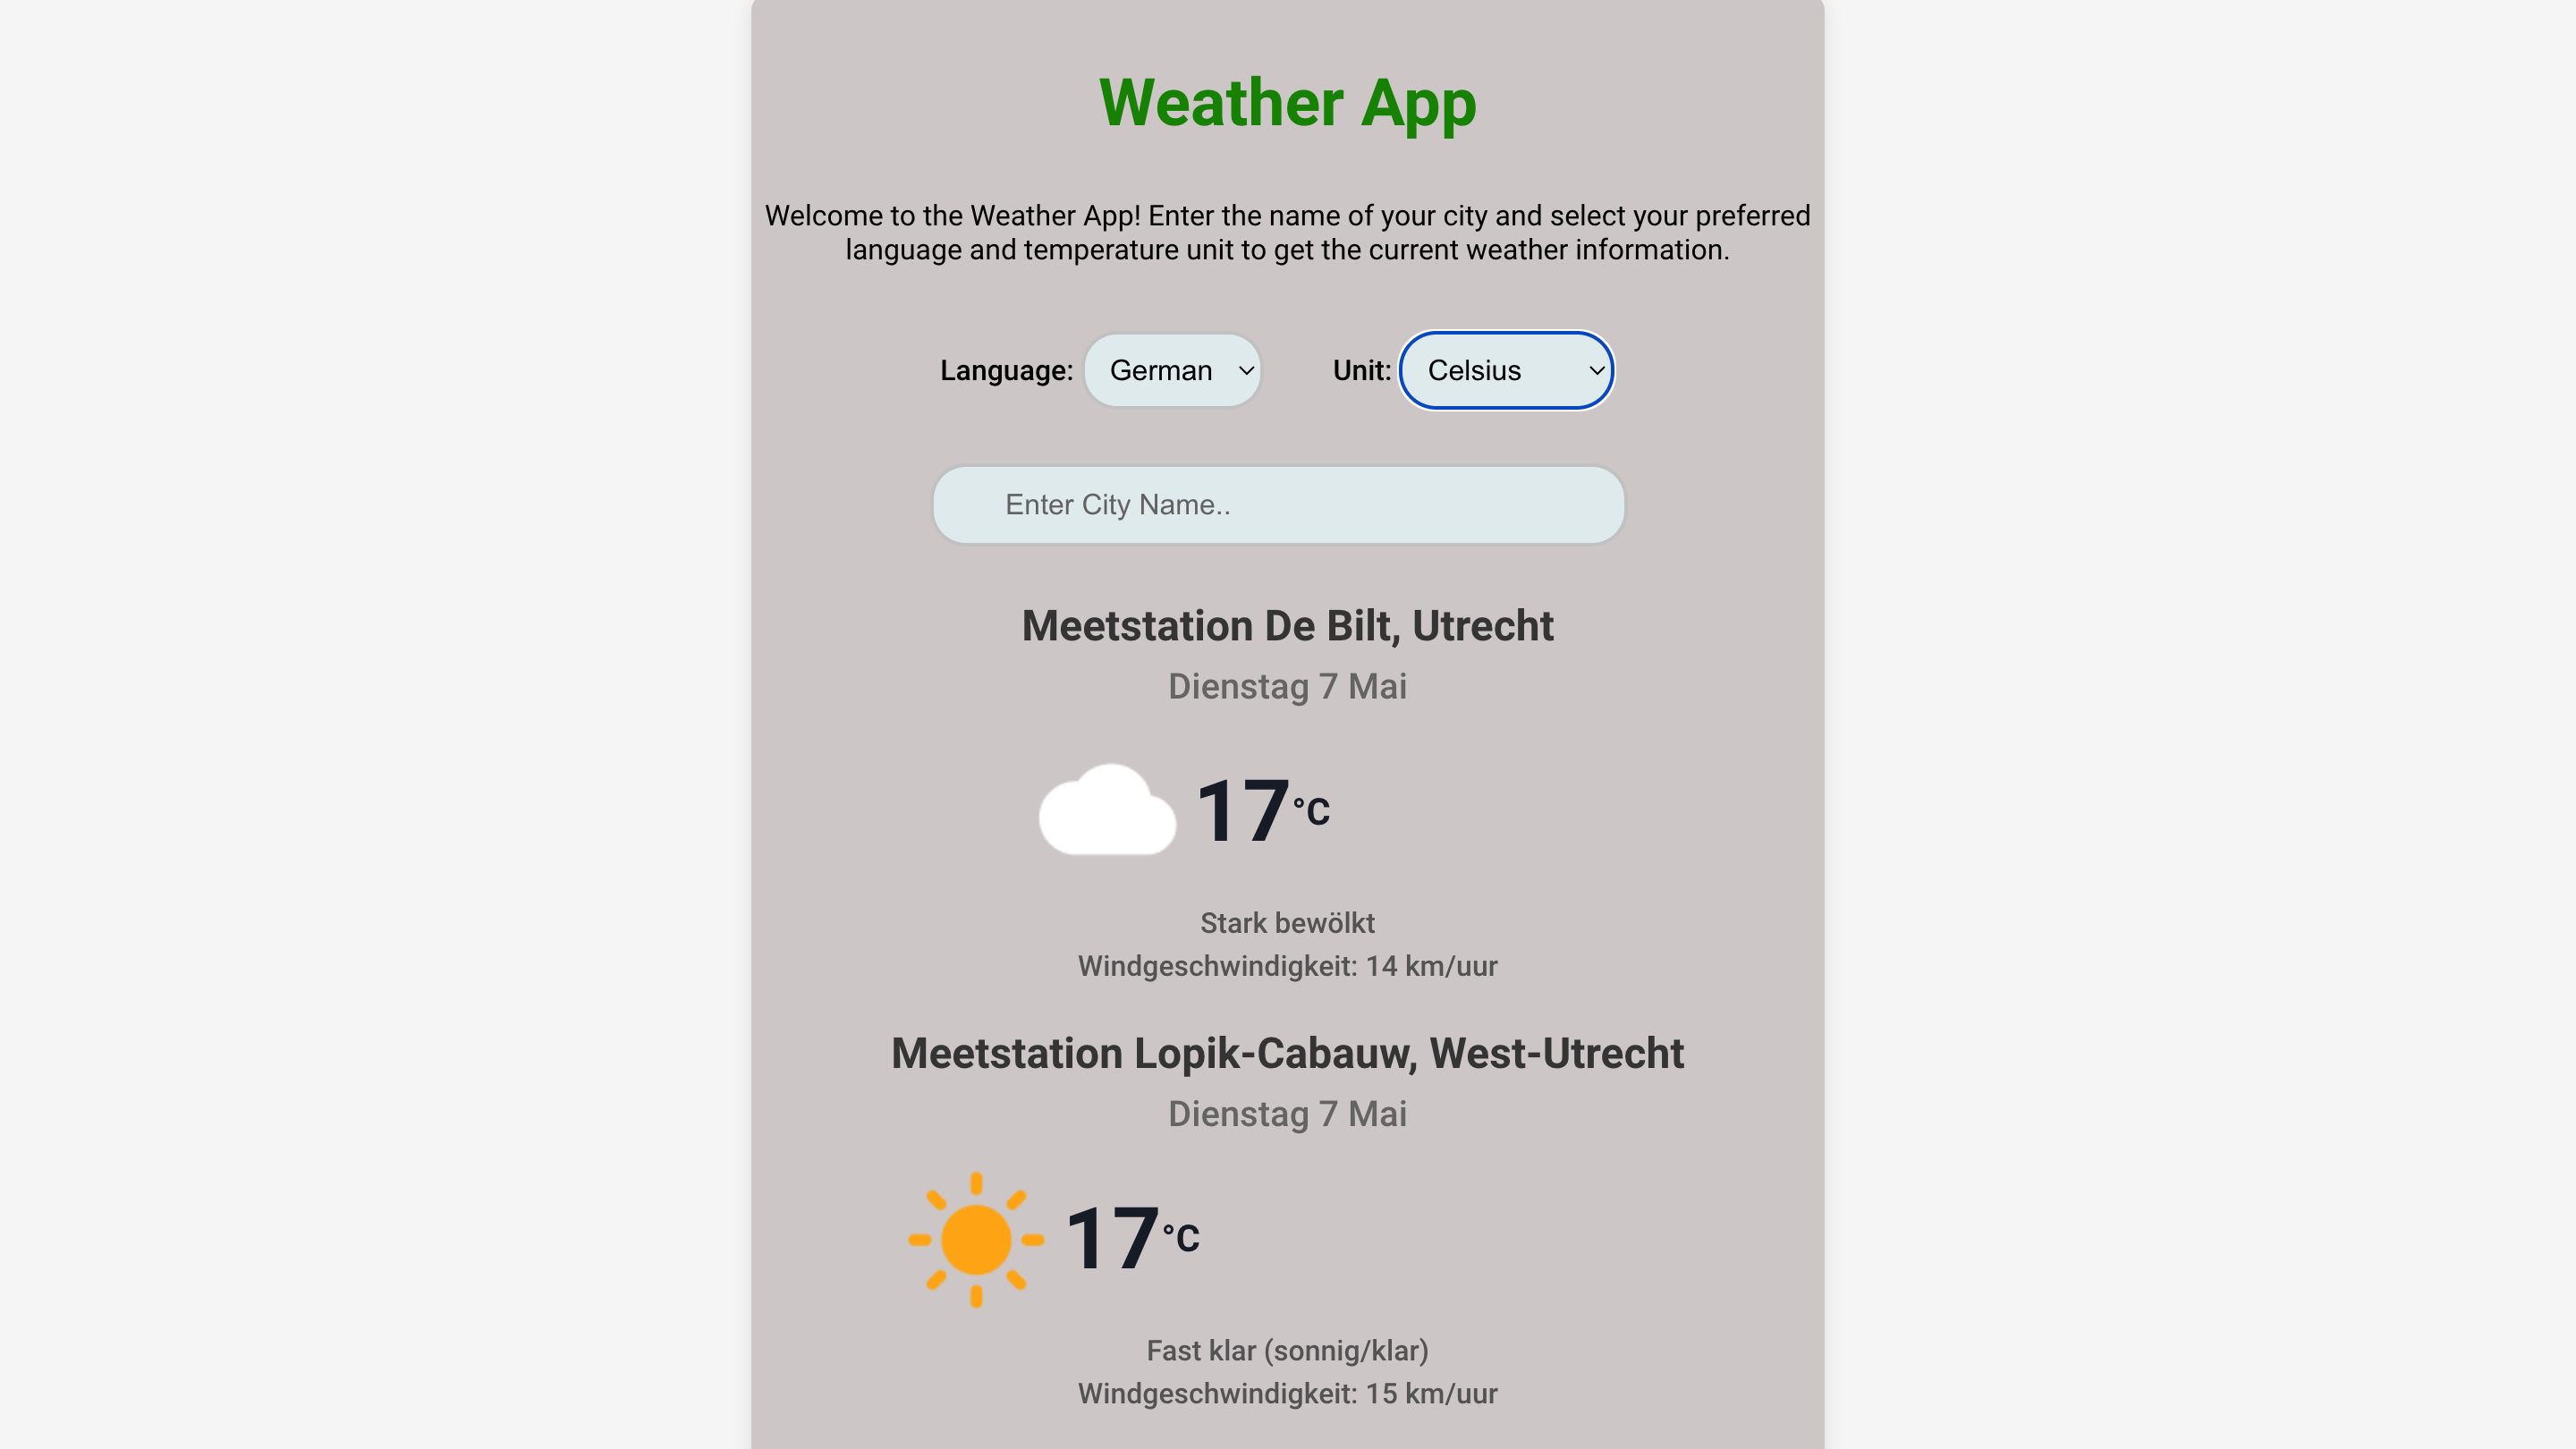 Weather App
Welcome to the Weather App! Enter the name of your city and select your preferred
language and temperature unit to get the current weather information.
Language: German Unit: Celsius
Enter City Name..
Meetstation De Bilt, Utrecht
Dienstag 7 Mai
17°C
Stark bewölkt
Windgeschwindigkeit: 14 km/uur
Meetstation Lopik-Cabauw, West-Utrecht
Dienstag 7 Mai
17°C
Fast klar (sonnig/klar)
Windgeschwindigkeit: 15 km/uur